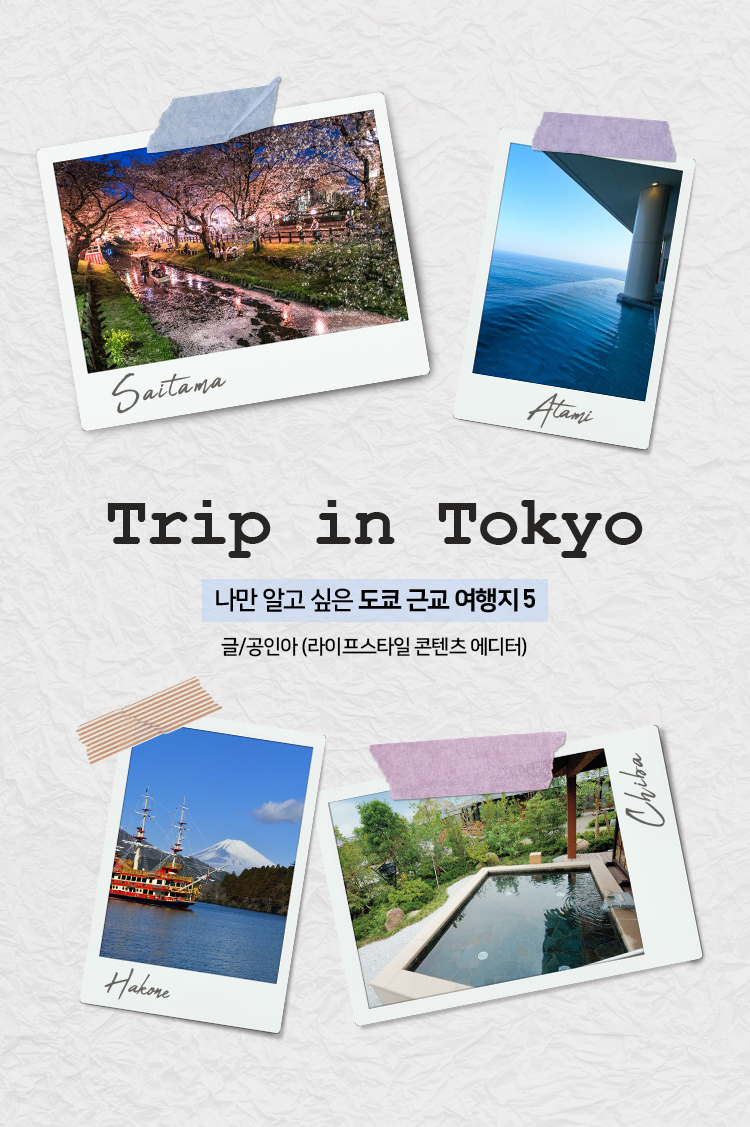 Saitama
Atami
Trip in Tokyo
나만 알고 싶은 도쿄 근교 여행지 5
글/공인아 (라이프스타일 콘텐츠 에디터)
Hakone
Chiba